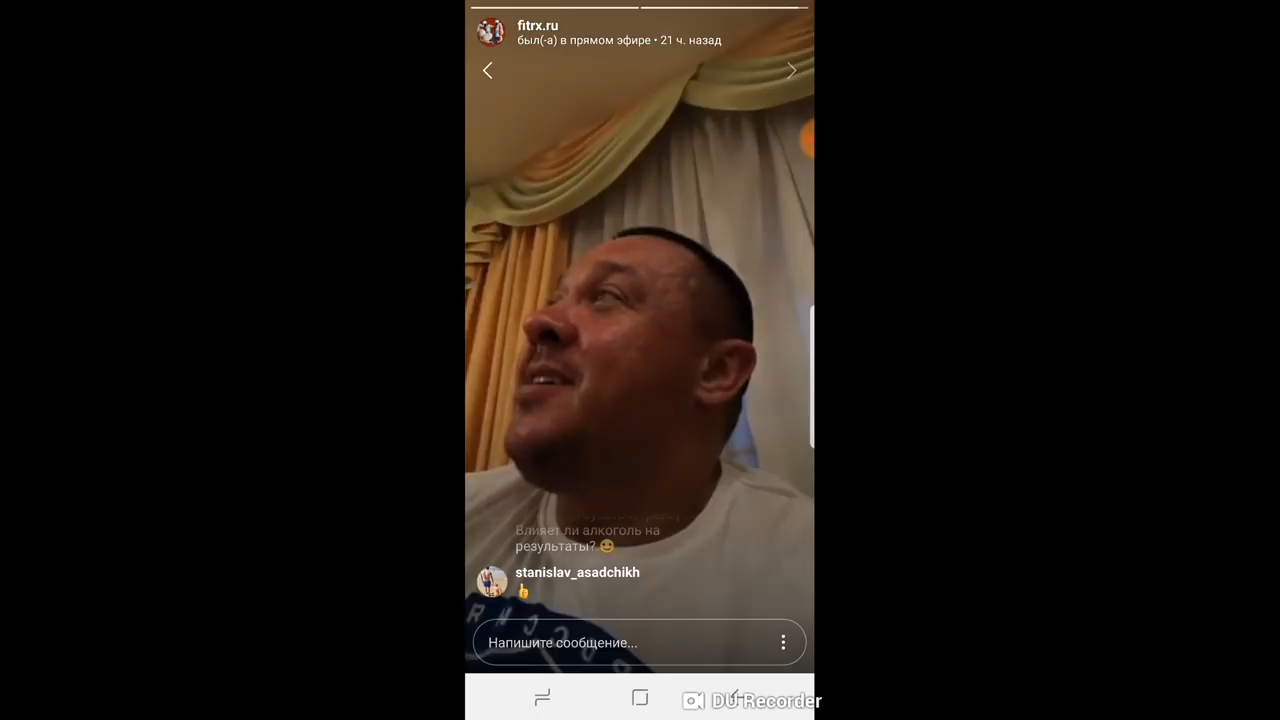 fitrx.ru
был(-а) в прямом эфире • 21 ч. назад
Влияет ли алкоголь на
результаты? 😐
stanislav_asadchikh
👍
Напишите сообщение...
DU Recorder